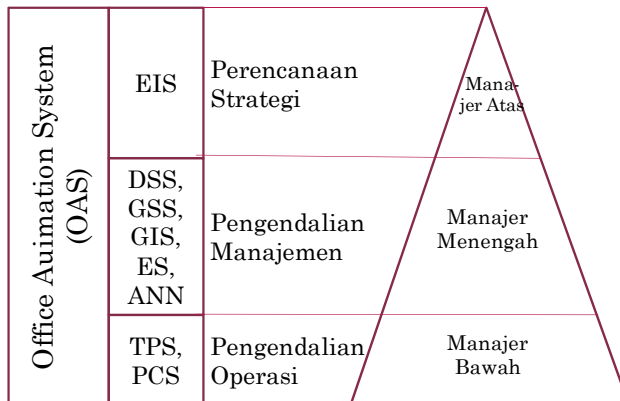 Office Auimation System
(OAS)
EIS
Perencanaan
Strategi
Mana-
jer Atas
DSS,
GSS,
GIS,
ES,
ANN
Pengendalian
Manajemen
Manajer
Menengah
TPS,
PCS
Pengendalian
Operasi
Manajer
Bawah